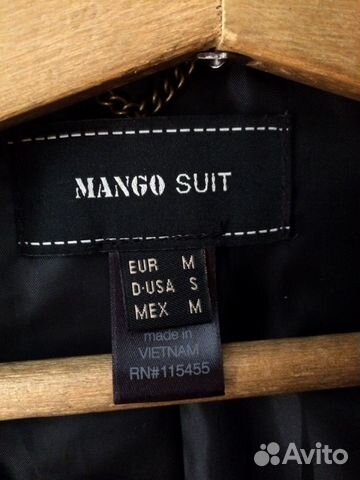 MANGO SUIT
EUR M
D·USA S
MEX M
made in
VIETNAM
RN#115455
Avito